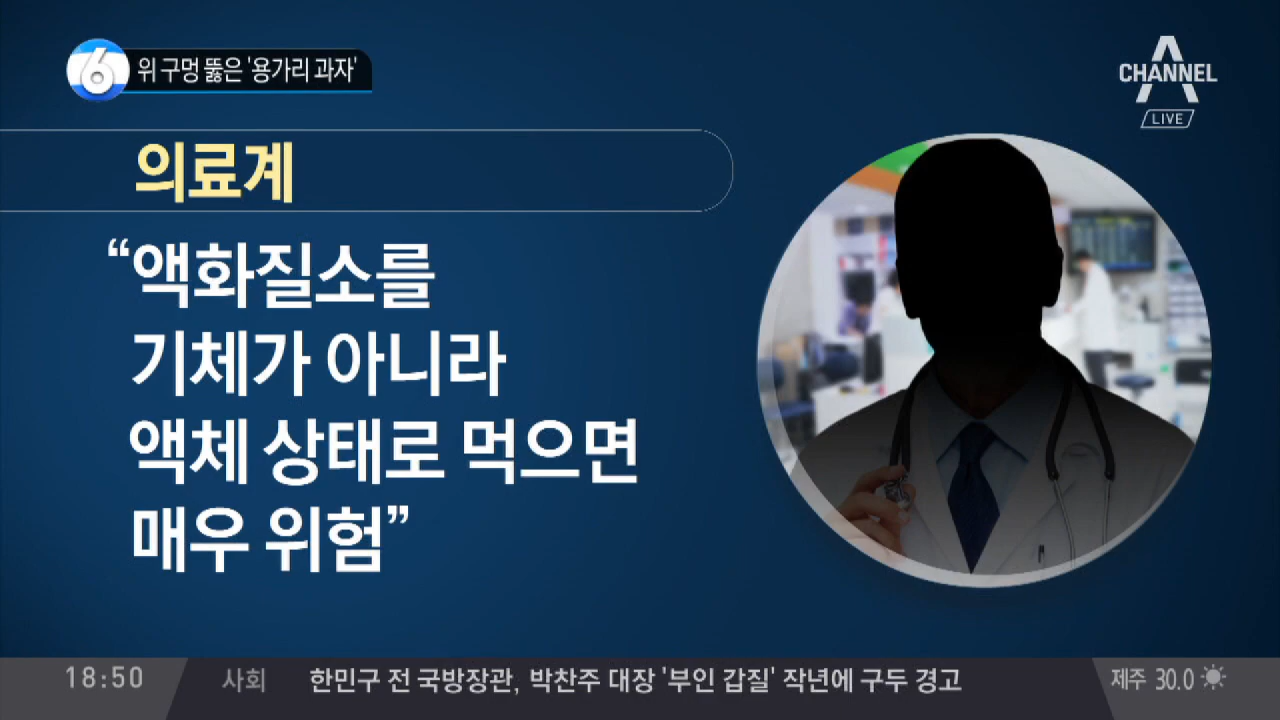 6 위 구멍 뚫은 '용가리 과자'
CHANNEL A
LIVE
의료계
“액화질소를
기체가 아니라
액체 상태로 먹으면
매우 위험”
18:50 사회 한민구 전 국방장관, 박찬주 대장 '부인 갑질' 작년에 구두 경고 제주 30.0